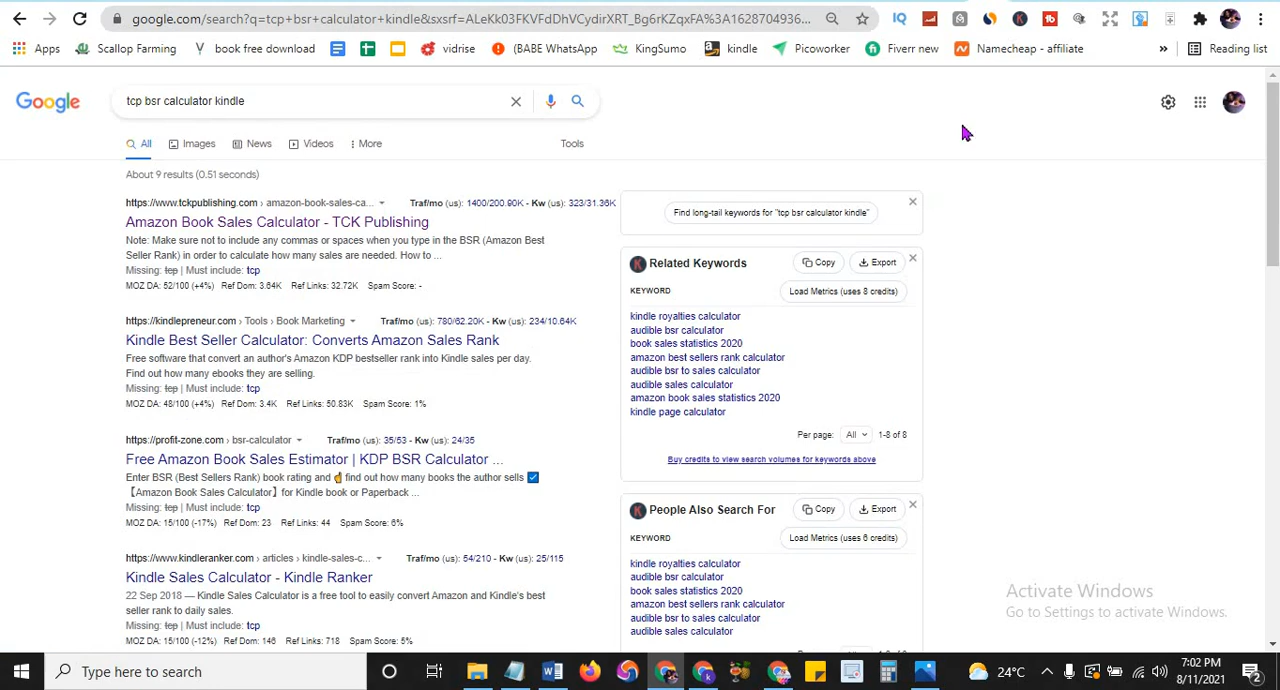 google.com/search?q=tcp+bsr+calculator+kindle&sxsrf=ALeKk03FKVFdDhVCydirXRT_Bg6rKZqxFA%3A1628704936...
Apps Scallop Farming book free download vidrise (BABE WhatsApp KingSumo kindle Picoworker Fiverr new Namecheap - affiliate » Reading list
Google tcp bsr calculator kindle
All Images News Videos More Tools
About 9 results (0.51 seconds)
https://www.tckpublishing.com › amazon-book-sales-ca... Traf/mo (us): 1400/200.90K - Kw (us): 323/31.36K
Amazon Book Sales Calculator - TCK Publishing
Note: Make sure not to include any commas or spaces when you type in the BSR (Amazon Best
Seller Rank) in order to calculate how many sales are needed. How to ...
Missing: tcp | Must include: tcp
MOZ DA: 52/100 (+4%) Ref Dom: 3.64K Ref Links: 32.72K Spam Score: -
https://kindlepreneur.com › Tools › Book Marketing Traf/mo (us): 780/62.20K - Kw (us): 234/10.64K
Kindle Best Seller Calculator: Converts Amazon Sales Rank
Free software that convert an author's Amazon KDP bestseller rank into Kindle sales per day.
Find out how many ebooks they are selling.
Missing: tcp | Must include: tcp
MOZ DA: 48/100 (+4%) Ref Dom: 3.4K Ref Links: 50.83K Spam Score: 1%
https://profit-zone.com › bsr-calculator Traf/mo (us): 35/53 - Kw (us): 24/35
Free Amazon Book Sales Estimator | KDP BSR Calculator ...
Enter BSR (Best Sellers Rank) book rating and ☝ find out how many books the author sells ☑
【Amazon Book Sales Calculator】for Kindle book or Paperback ...
Missing: tcp | Must include: tcp
MOZ DA: 15/100 (-17%) Ref Dom: 23 Ref Links: 44 Spam Score: 6%
https://www.kindleranker.com › articles › kindle-sales-c... Traf/mo (us): 54/210 - Kw (us): 25/115
Kindle Sales Calculator - Kindle Ranker
22 Sep 2018 — Kindle Sales Calculator is a free tool to easily convert Amazon and Kindle's best
seller rank to daily sales.
Missing: tcp | Must include: tcp
MOZ DA: 15/100 (-12%) Ref Dom: 146 Ref Links: 718 Spam Score: 5%
Find long-tail keywords for "tcp bsr calculator kindle"
Related Keywords Copy Export
KEYWORD Load Metrics (uses 8 credits)
kindle royalties calculator
audible bsr calculator
book sales statistics 2020
amazon best sellers rank calculator
audible bsr to sales calculator
audible sales calculator
amazon book sales statistics 2020
kindle page calculator
Per page: All 1-8 of 8
Buy credits to view search volumes for keywords above
People Also Search For Copy Export
KEYWORD Load Metrics (uses 6 credits)
kindle royalties calculator
audible bsr calculator
book sales statistics 2020
amazon best sellers rank calculator
audible bsr to sales calculator
audible sales calculator
Activate Windows
Go to Settings to activate Windows.
Type here to search 24°C 7:02 PM
8/11/2021 2